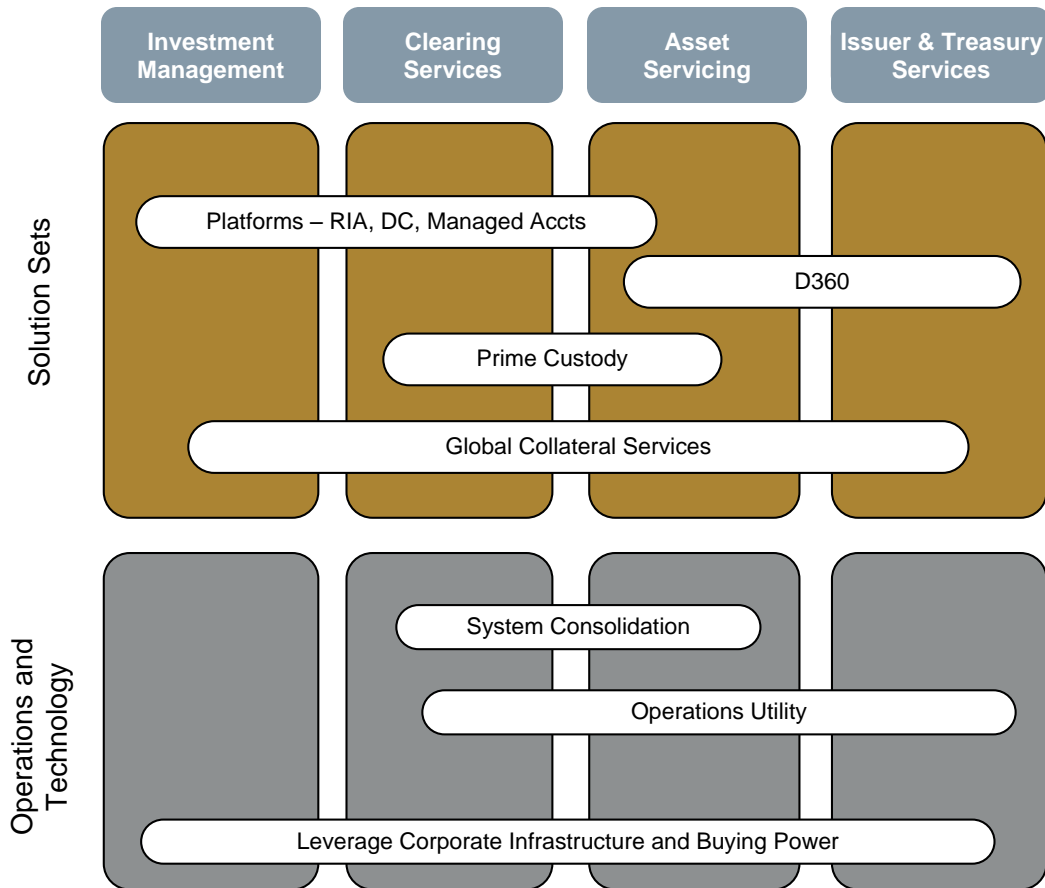 Investment
Management
Clearing
Services
Asset
Servicing
Issuer & Treasury
Services
Solution Sets
Platforms – RIA, DC, Managed Accts
D360
Prime Custody
Global Collateral Services
Operations and
Technology
System Consolidation
Operations Utility
Leverage Corporate Infrastructure and Buying Power